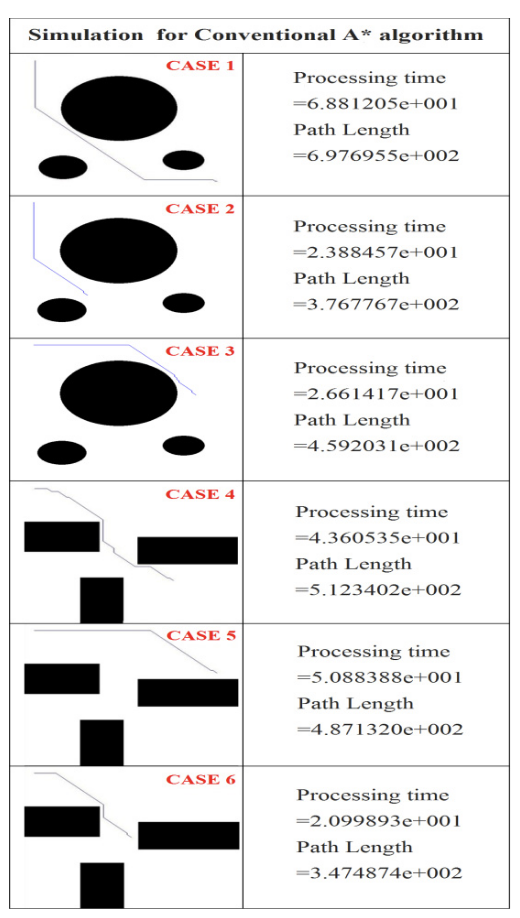 Simulation for Conventional A* algorithm
CASE 1
Processing time
=6.881205e+001
Path Length
=6.976955e+002
CASE 2
Processing time
=2.388457e+001
Path Length
=3.767767e+002
CASE 3
Processing time
=2.661417e+001
Path Length
=4.592031e+002
CASE 4
Processing time
=4.360535e+001
Path Length
=5.123402e+002
CASE 5
Processing time
=5.088388e+001
Path Length
=4.871320e+002
CASE 6
Processing time
=2.099893e+001
Path Length
=3.474874e+002